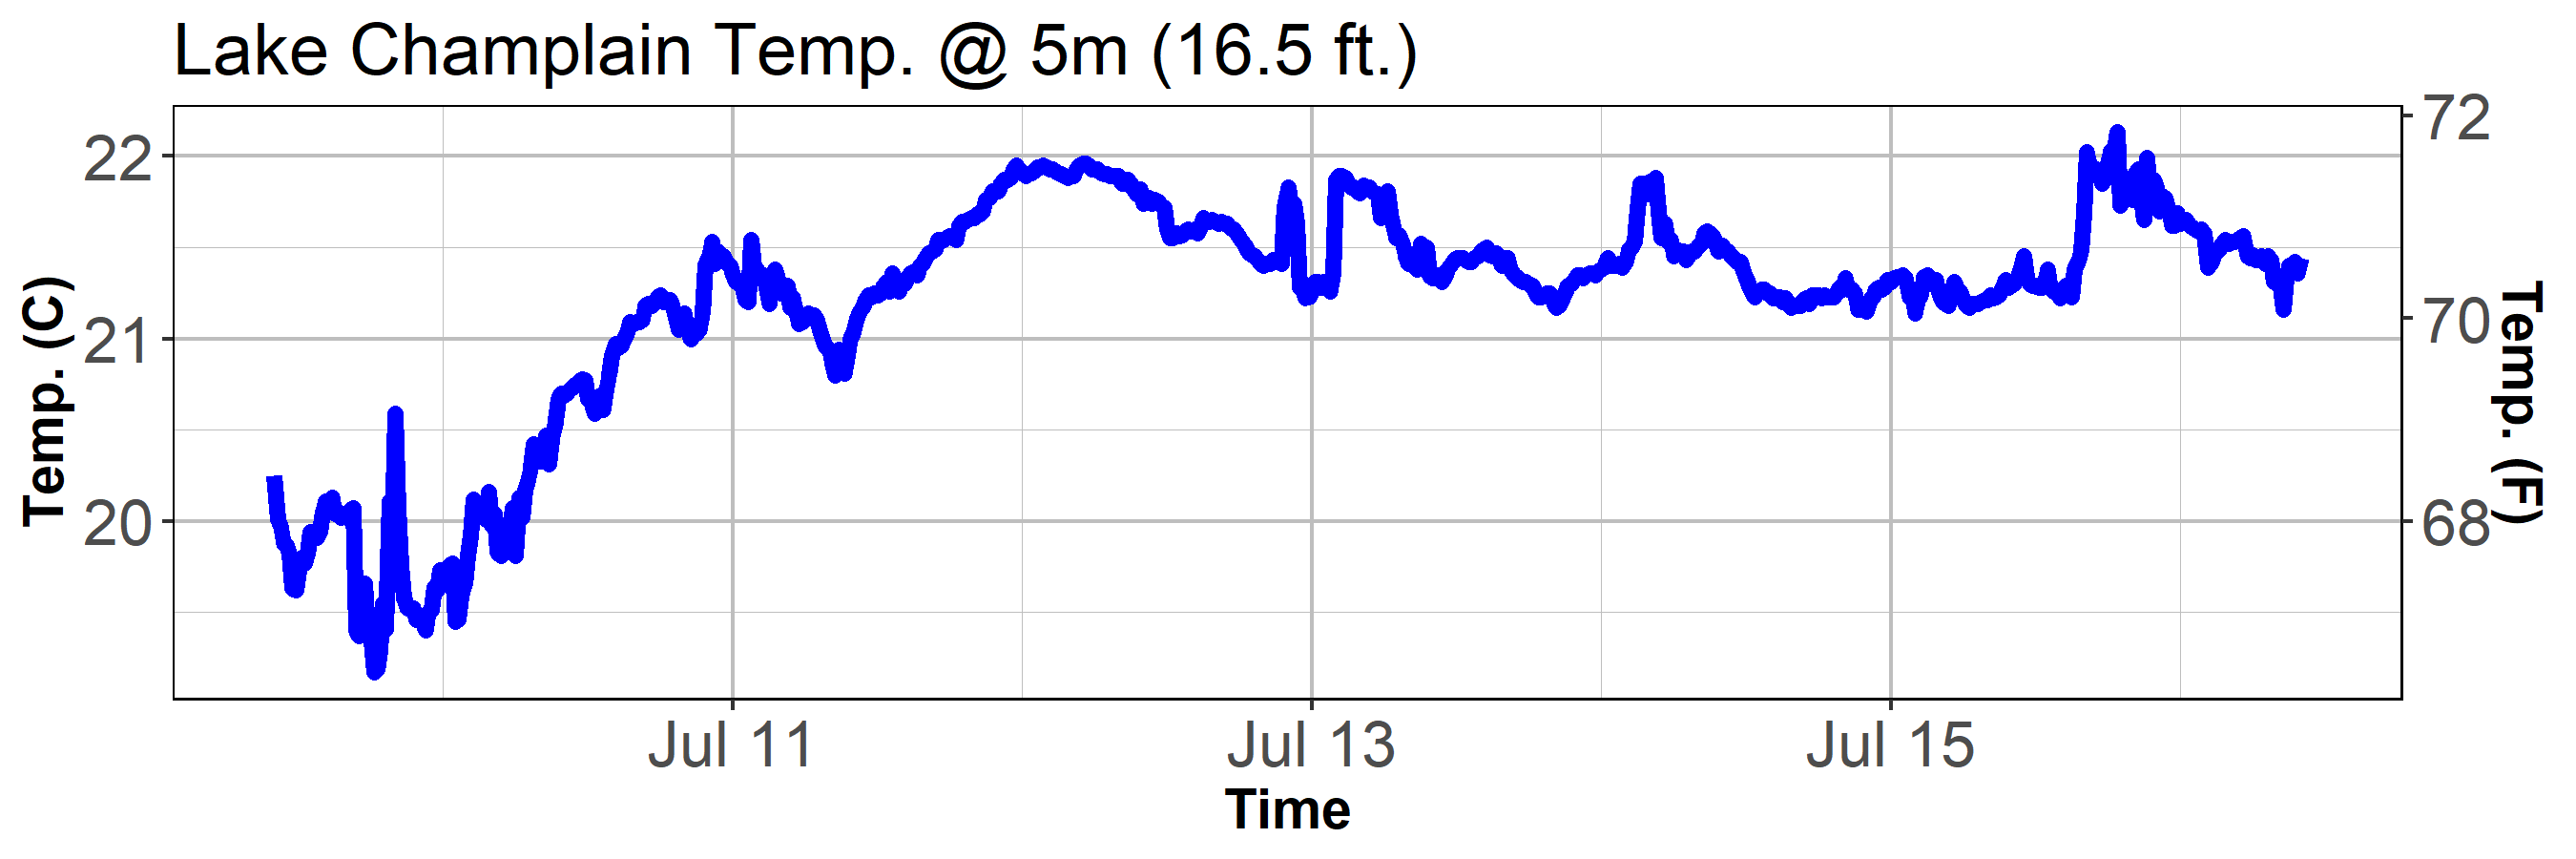 Lake Champlain Temp. @ 5m (16.5 ft.)
Temp. (C)
22
21
20
72
70
68
Temp. (F)
Jul 11
Jul 13
Jul 15
Time